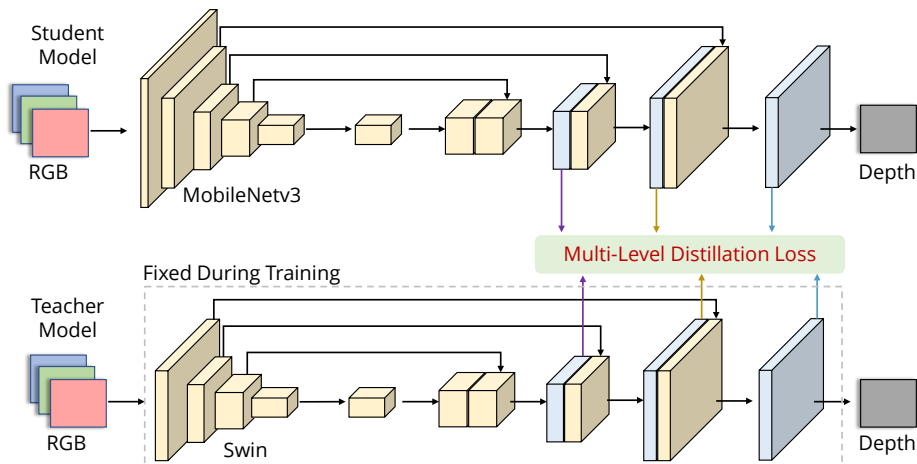 Student
Model
RGB
MobileNetv3
Depth
Multi-Level Distillation Loss
Fixed During Training
Teacher
Model
RGB
Swin
Depth